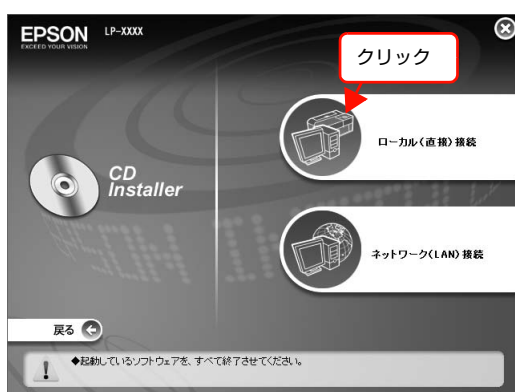 EPSON
EXCEED YOUR VISION
LP-XXXX
クリック
ローカル(直接)接続
CD
Installer
ネットワーク(LAN)接続
戻る
◆起動しているソフトウェアを、すべて終了させてください。